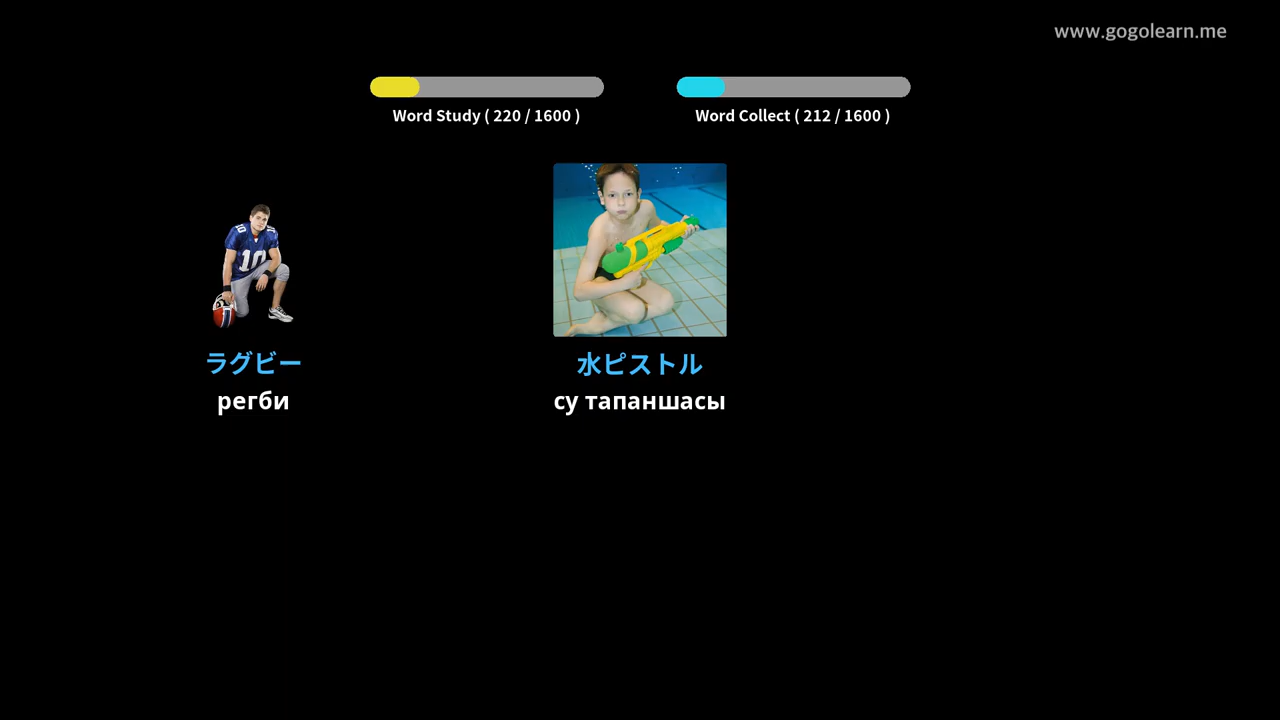 www.gogolearn.me
Word Study ( 220 / 1600 )
Word Collect ( 212 / 1600 )
ラグビー
регби
水ピストル
су тапаншасы